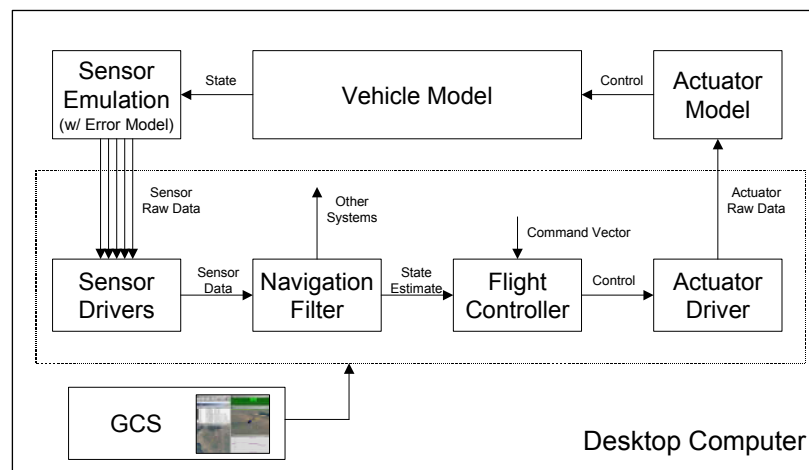 Sensor
Emulation
(w/ Error Model)
State
Vehicle Model
Control
Actuator
Model
Sensor
Raw Data
Other
Systems
Command Vector
Actuator
Raw Data
Sensor
Drivers
Sensor
Data
Navigation
Filter
State
Estimate
Flight
Controller
Control
Actuator
Driver
GCS
Desktop Computer